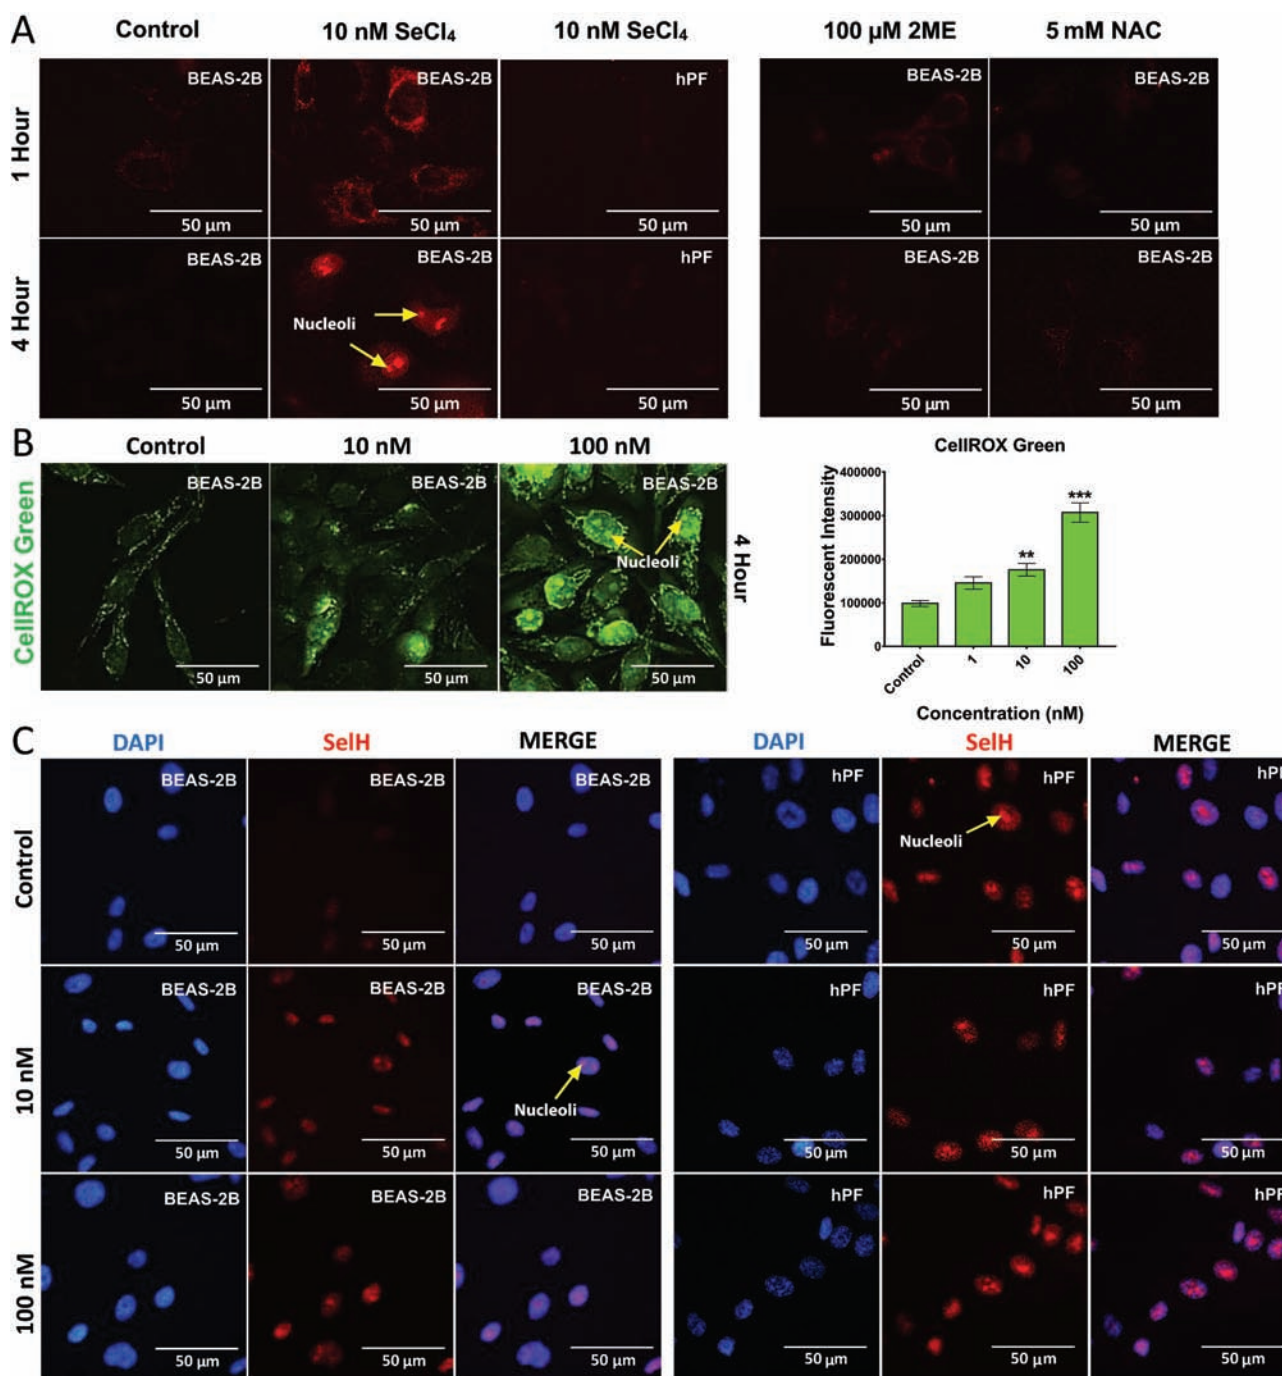 A
Control
10 nM SeCl₄
10 nM SeCl₄
100 µM 2ME
5 mM NAC
1 Hour
BEAS-2B
BEAS-2B
hPF
BEAS-2B
BEAS-2B
50 µm
50 µm
50 µm
50 µm
50 µm
4 Hour
BEAS-2B
BEAS-2B
hPF
BEAS-2B
BEAS-2B
Nucleoli
50 µm
50 µm
50 µm
50 µm
50 µm
B
Control
10 nM
100 nM
CellROX Green
BEAS-2B
BEAS-2B
BEAS-2B
Nucleoli
50 µm
50 µm
50 µm
4 Hour
CellROX Green
Fluorescent Intensity
400000
300000
200000
100000
0
**
***
Control
1
10
100
Concentration (nM)
C
DAPI
SelH
MERGE
DAPI
SelH
MERGE
Control
BEAS-2B
BEAS-2B
BEAS-2B
hPF
hPF
hPF
Nucleoli
50 µm
50 µm
50 µm
50 µm
50 µm
50 µm
10 nM
BEAS-2B
BEAS-2B
BEAS-2B
hPF
hPF
hPF
Nucleoli
50 µm
50 µm
50 µm
50 µm
50 µm
50 µm
100 nM
BEAS-2B
BEAS-2B
BEAS-2B
hPF
hPF
hPF
50 µm
50 µm
50 µm
50 µm
50 µm
50 µm